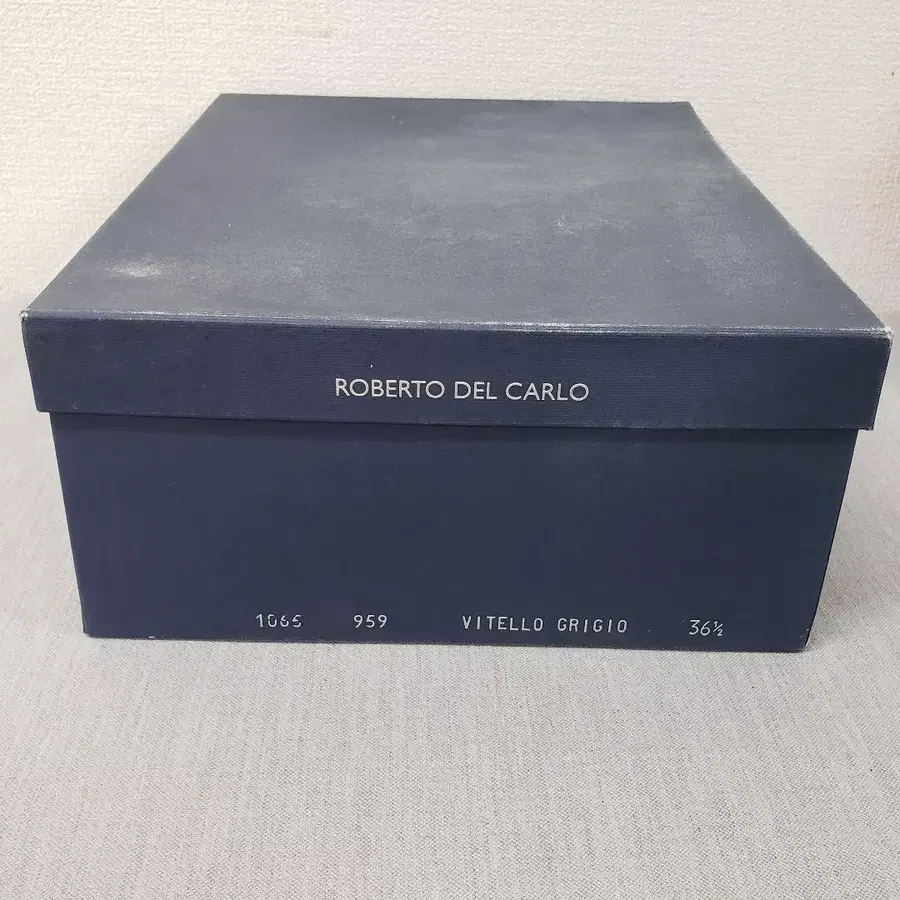 ROBERTO DEL CARLO
1065 959 VITELLO GRIGIO 36½